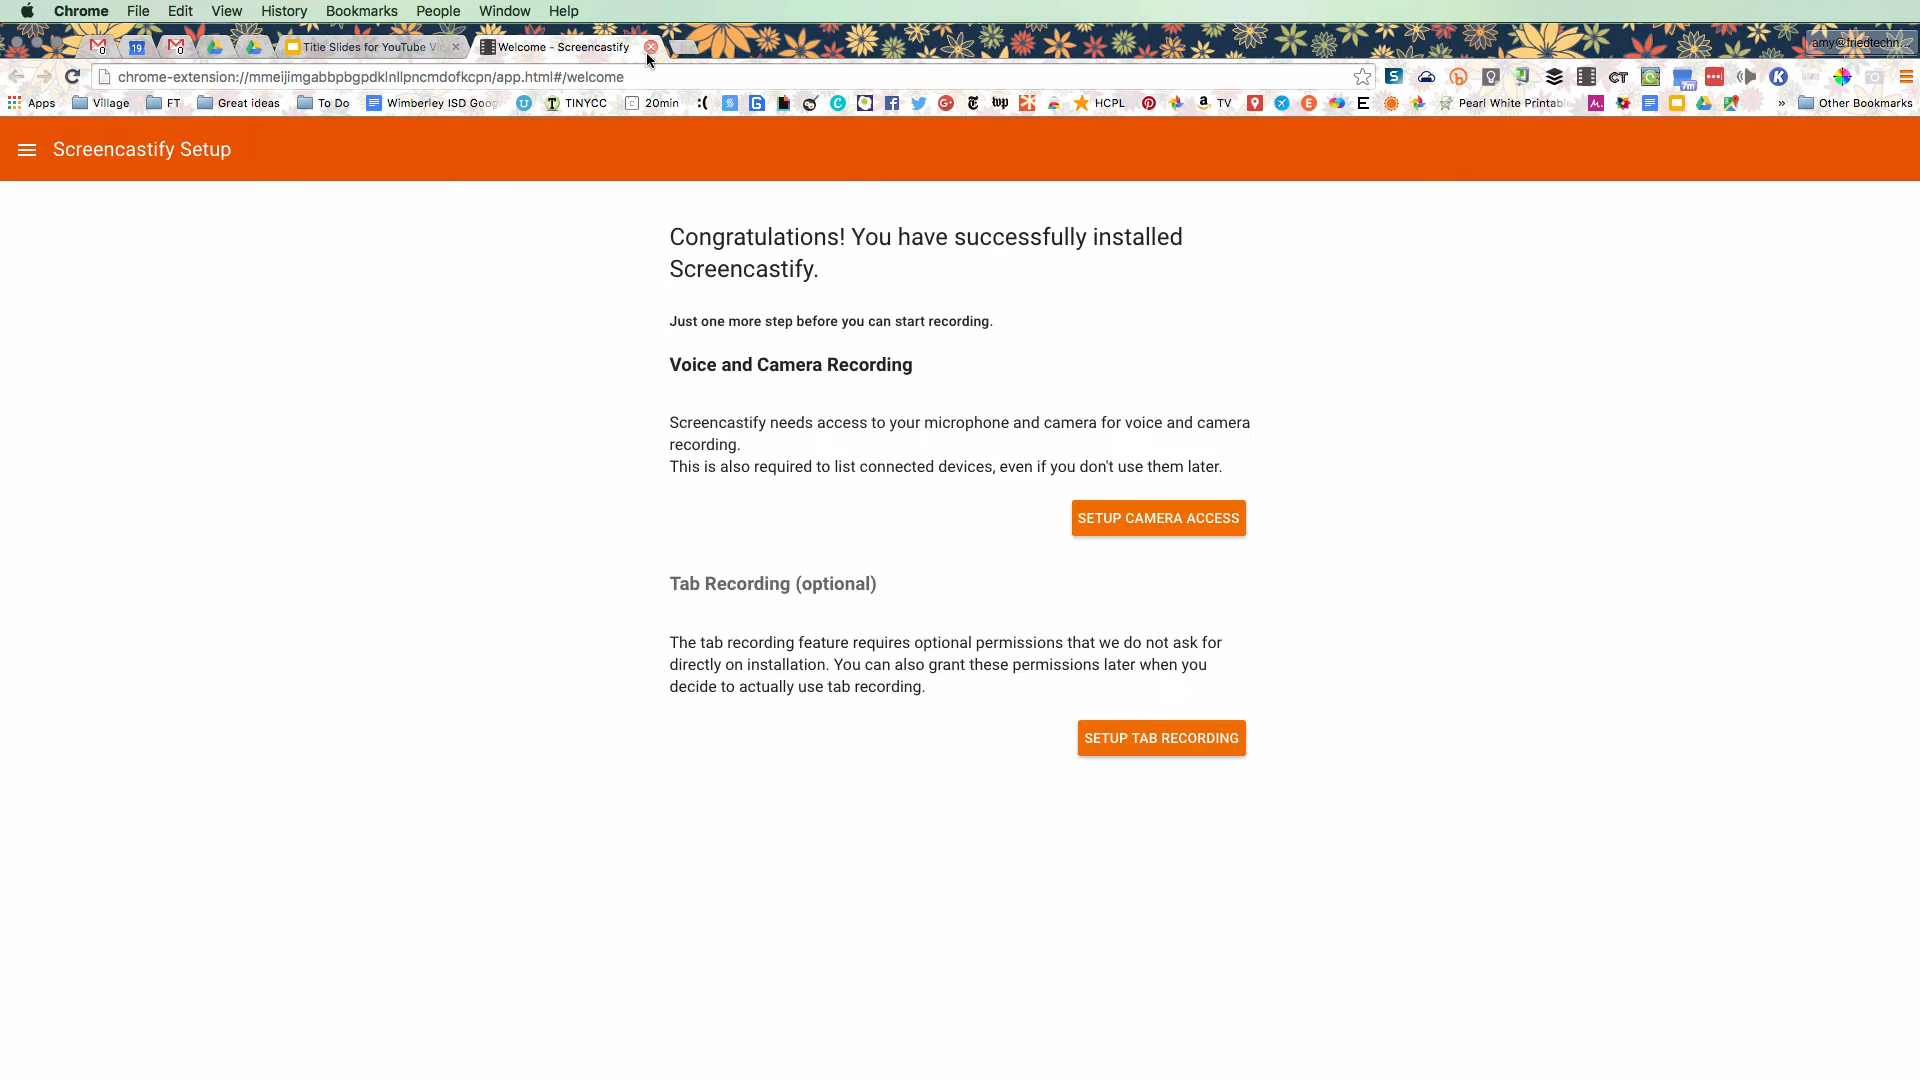 Chrome File Edit View History Bookmarks People Window Help
Title Slides for YouTube Welcome - Screencastify
chrome-extension://mmeijimgabbpbgpdklnllpncmdofkcpn/app.html#/welcome
Apps Village FT Great ideas To Do Wimberley ISD TINYCC 20min HCPL TV Pearl White Other Bookmarks
Screencastify Setup
Congratulations! You have successfully installed
Screencastify.
Just one more step before you can start recording.
Voice and Camera Recording
Screencastify needs access to your microphone and camera for voice and camera
recording.
This is also required to list connected devices, even if you don't use them later.
SETUP CAMERA ACCESS
Tab Recording (optional)
The tab recording feature requires optional permissions that we do not ask for
directly on installation. You can also grant these permissions later when you
decide to actually use tab recording.
SETUP TAB RECORDING